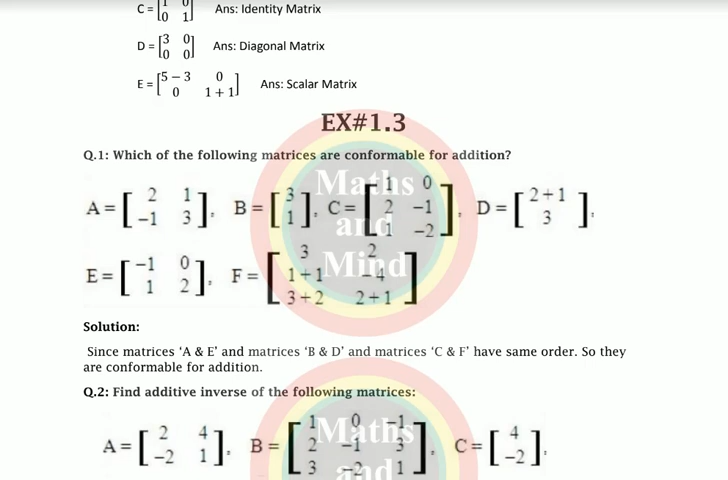 C = [1 0
0 1] Ans: Identity Matrix
D = [3 0
0 0] Ans: Diagonal Matrix
E = [5 − 3 0
0 1 + 1] Ans: Scalar Matrix
EX#1.3
Q.1: Which of the following matrices are conformable for addition?
A = [2 1
−1 3], B = [3
1], C = [1 0
2 −1
1 −2], D = [2+1
3],
E = [−1 0
1 2], F = [3 2
1+1 −4
3+2 2+1]
Maths
and
Mind
Solution:
Since matrices ‘A & E’ and matrices ‘B & D’ and matrices ‘C & F’ have same order. So they
are conformable for addition.
Q.2: Find additive inverse of the following matrices:
A = [2 4
−2 1], B = [1 0 −1
2 −1 3
3 −2 1], C = [4
−2],
Maths
and